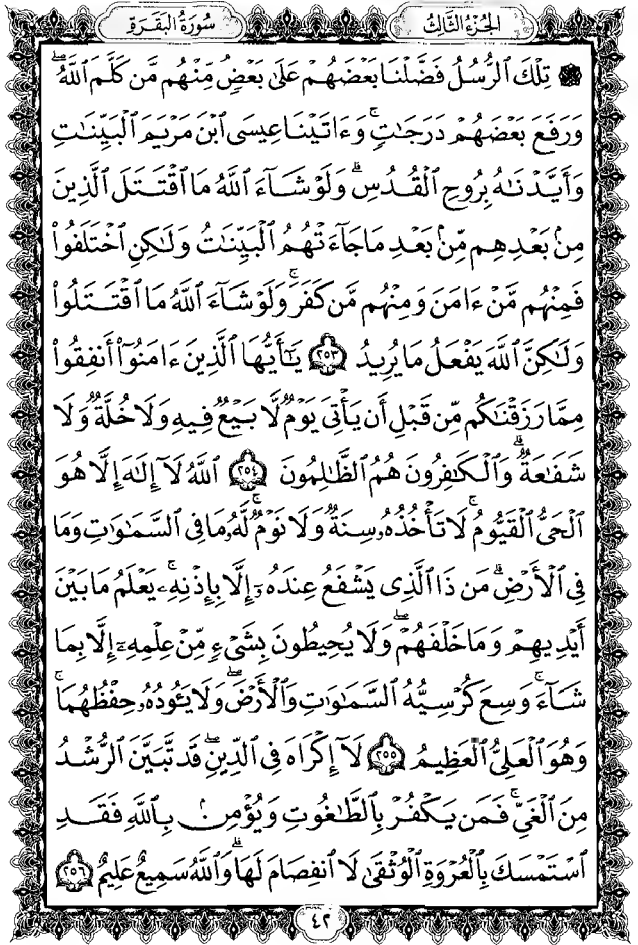 الجُزْءُ الثَّالِثُ
سُورَةُ البَقَرَةِ
۞ تِلْكَ ٱلرُّسُلُ فَضَّلْنَا بَعْضَهُمْ عَلَىٰ بَعْضٍ مِّنْهُم مَّن كَلَّمَ ٱللَّهُ ۖ
وَرَفَعَ بَعْضَهُمْ دَرَجَٰتٍ ۚ وَءَاتَيْنَا عِيسَى ٱبْنَ مَرْيَمَ ٱلْبَيِّنَٰتِ
وَأَيَّدْنَٰهُ بِرُوحِ ٱلْقُدُسِ ۗ وَلَوْ شَآءَ ٱللَّهُ مَا ٱقْتَتَلَ ٱلَّذِينَ
مِنۢ بَعْدِهِم مِّنۢ بَعْدِ مَا جَآءَتْهُمُ ٱلْبَيِّنَٰتُ وَلَٰكِنِ ٱخْتَلَفُوا۟
فَمِنْهُم مَّنْ ءَامَنَ وَمِنْهُم مَّن كَفَرَ ۚ وَلَوْ شَآءَ ٱللَّهُ مَا ٱقْتَتَلُوا۟
وَلَٰكِنَّ ٱللَّهَ يَفْعَلُ مَا يُرِيدُ ٢٥٣ يَٰٓأَيُّهَا ٱلَّذِينَ ءَامَنُوٓا۟ أَنفِقُوا۟
مِمَّا رَزَقْنَٰكُم مِّن قَبْلِ أَن يَأْتِىَ يَوْمٌ لَّا بَيْعٌ فِيهِ وَلَا خُلَّةٌ وَلَا
شَفَٰعَةٌ ۗ وَٱلْكَٰفِرُونَ هُمُ ٱلظَّٰلِمُونَ ٢٥٤ ٱللَّهُ لَآ إِلَٰهَ إِلَّا هُوَ
ٱلْحَىُّ ٱلْقَيُّومُ ۚ لَا تَأْخُذُهُۥ سِنَةٌ وَلَا نَوْمٌ ۚ لَّهُۥ مَا فِى ٱلسَّمَٰوَٰتِ وَمَا
فِى ٱلْأَرْضِ ۗ مَن ذَا ٱلَّذِى يَشْفَعُ عِندَهُۥٓ إِلَّا بِإِذْنِهِۦ ۚ يَعْلَمُ مَا بَيْنَ
أَيْدِيهِمْ وَمَا خَلْفَهُمْ ۖ وَلَا يُحِيطُونَ بِشَىْءٍ مِّنْ عِلْمِهِۦٓ إِلَّا بِمَا
شَآءَ ۚ وَسِعَ كُرْسِيُّهُ ٱلسَّمَٰوَٰتِ وَٱلْأَرْضَ ۖ وَلَا يَـُٔودُهُۥ حِفْظُهُمَا ۚ
وَهُوَ ٱلْعَلِىُّ ٱلْعَظِيمُ ٢٥٥ لَآ إِكْرَاهَ فِى ٱلدِّينِ ۖ قَد تَّبَيَّنَ ٱلرُّشْدُ
مِنَ ٱلْغَىِّ ۚ فَمَن يَكْفُرْ بِٱلطَّٰغُوتِ وَيُؤْمِنۢ بِٱللَّهِ فَقَدِ
ٱسْتَمْسَكَ بِٱلْعُرْوَةِ ٱلْوُثْقَىٰ لَا ٱنفِصَامَ لَهَا ۗ وَٱللَّهُ سَمِيعٌ عَلِيمٌ ٢٥٦
٤٢